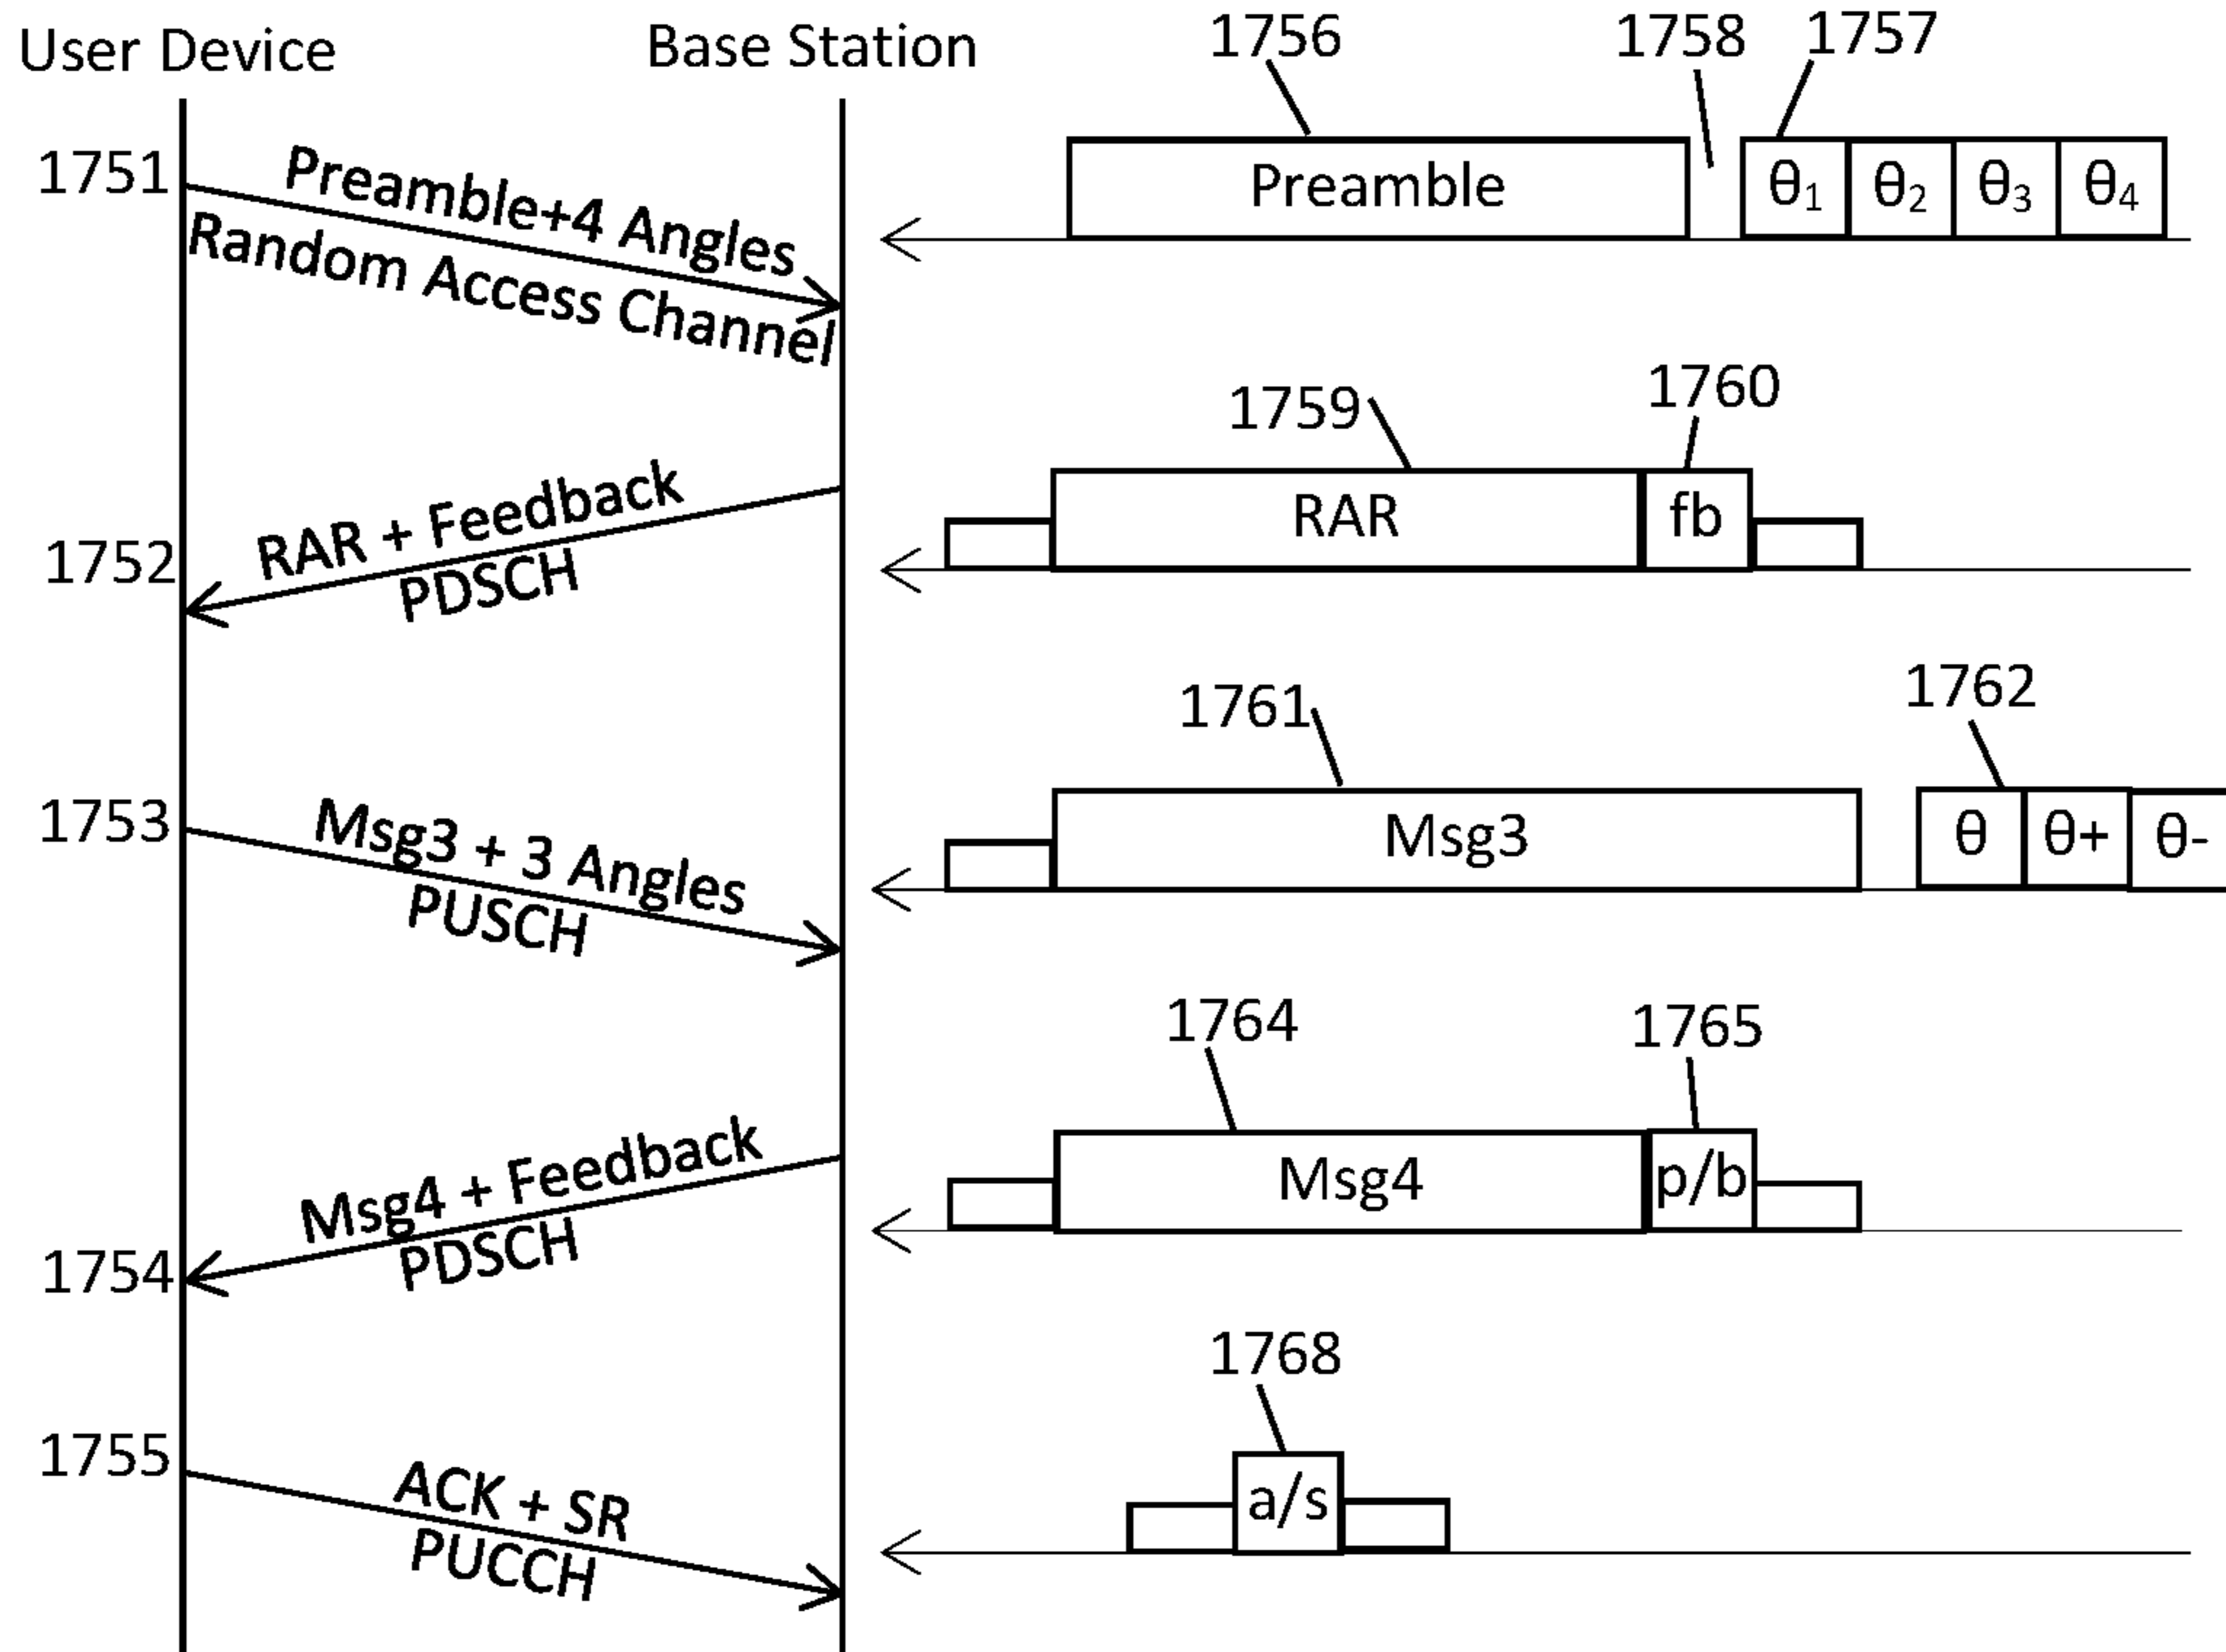 User Device
Base Station
1756
1758
1757
1751
Preamble+4 Angles
Random Access Channel
Preamble
θ1
θ2
θ3
θ4
1759
1760
1752
RAR + Feedback
PDSCH
RAR
fb
1761
1762
1753
Msg3 + 3 Angles
PUSCH
Msg3
θ
θ+
θ-
1764
1765
1754
Msg4 + Feedback
PDSCH
Msg4
p/b
1768
1755
ACK + SR
PUCCH
a/s